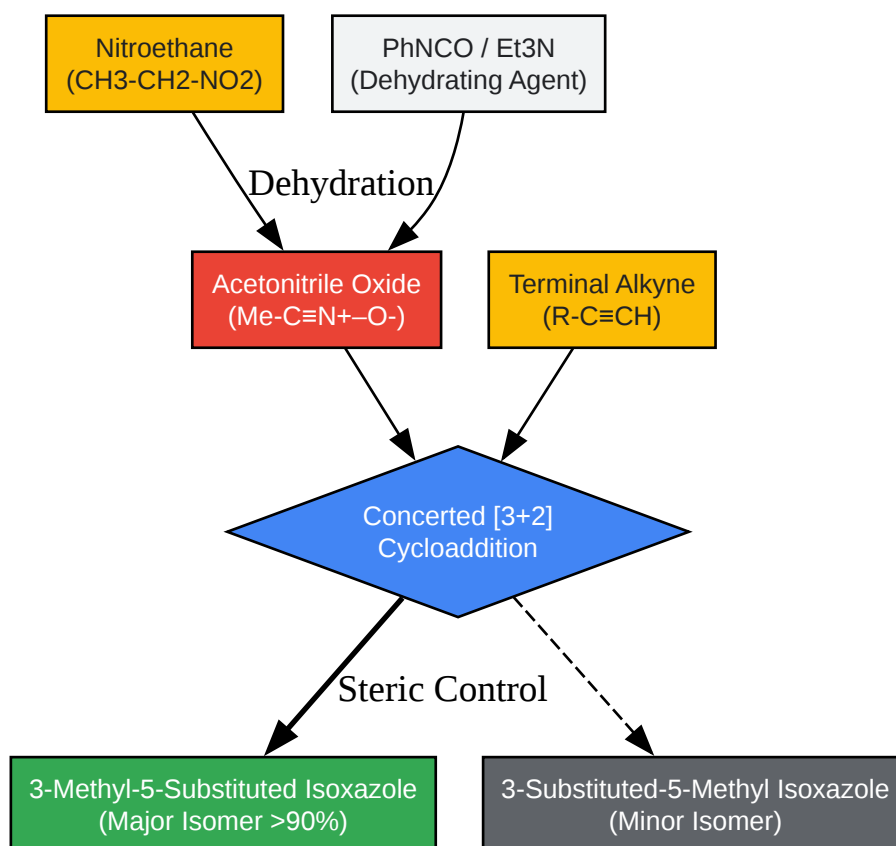 Nitroethane
(CH3-CH2-NO2)
PhNCO / Et3N
(Dehydrating Agent)
Dehydration
Acetonitrile Oxide
(Me-C≡N+–O-)
Terminal Alkyne
(R-C≡CH)
Concerted [3+2]
Cycloaddition
Steric Control
3-Methyl-5-Substituted Isoxazole
(Major Isomer >90%)
3-Substituted-5-Methyl Isoxazole
(Minor Isomer)